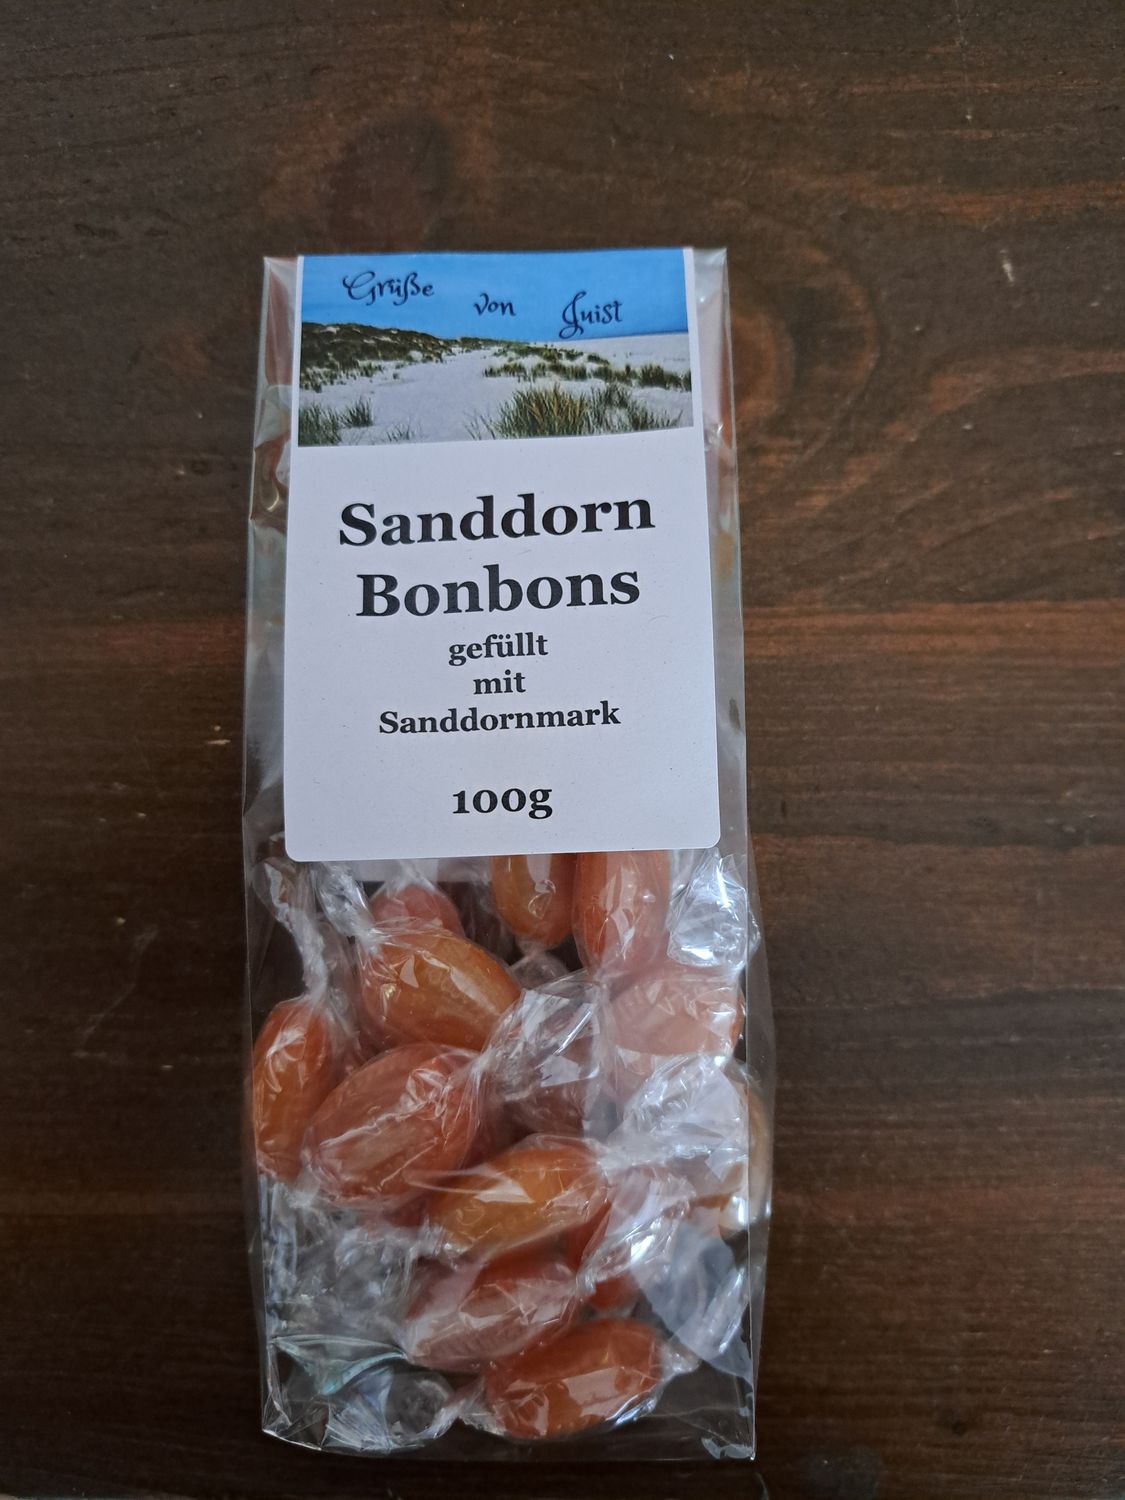 Grüße von Juist
Sanddorn
Bonbons
gefüllt
mit
Sanddornmark
100g